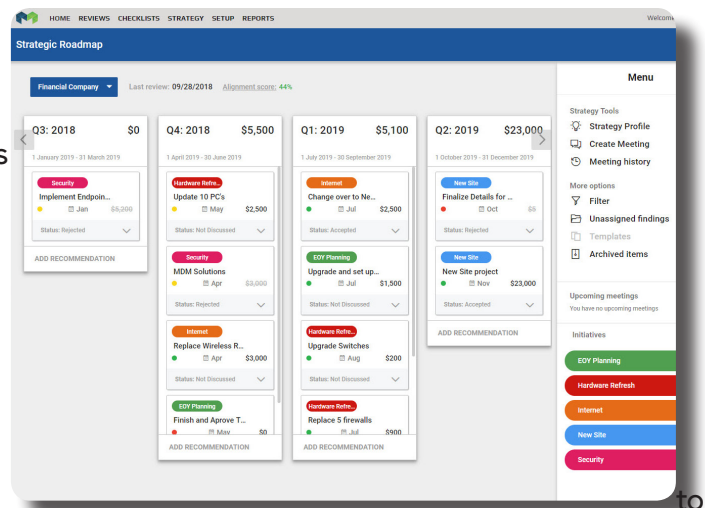 HOME REVIEWS CHECKLISTS STRATEGY SETUP REPORTS
Welcome
Strategic Roadmap
Financial Company
Last review: 09/28/2018 Alignment score: 44%
Q3: 2018 $0
1 January 2019 - 31 March 2019
Security
Implement Endpoin...
Jan $5,200
Status: Rejected
ADD RECOMMENDATION
Q4: 2018 $5,500
1 April 2019 - 30 June 2019
Hardware Refre...
Update 10 PC's
May $2,500
Status: Not Discussed
Security
MDM Solutions
Apr $3,000
Status: Rejected
Internet
Replace Wireless R...
Apr $3,000
Status: Not Discussed
EOY Planning
Finish and Aprove T...
May $0
ADD RECOMMENDATION
Q1: 2019 $5,100
1 July 2019 - 30 September 2019
Internet
Change over to Ne...
Jul $2,500
Status: Accepted
EOY Planning
Upgrade and set up...
Jul $1,500
Status: Not Discussed
Hardware Refre...
Upgrade Switches
Aug $200
Status: Not Discussed
Hardware Refre...
Replace 5 firewalls
Jul $900
ADD RECOMMENDATION
Q2: 2019 $23,000
1 October 2019 - 31 December 2019
New Site
Finalize Details for ...
Oct $5
Status: Rejected
New Site
New Site project
Nov $23,000
Status: Accepted
ADD RECOMMENDATION
Menu
Strategy Tools
Strategy Profile
Create Meeting
Meeting history
More options
Filter
Unassigned findings
Templates
Archived items
Upcoming meetings
You have no upcoming meetings
Initiatives
EOY Planning
Hardware Refresh
Internet
New Site
Security
s
to